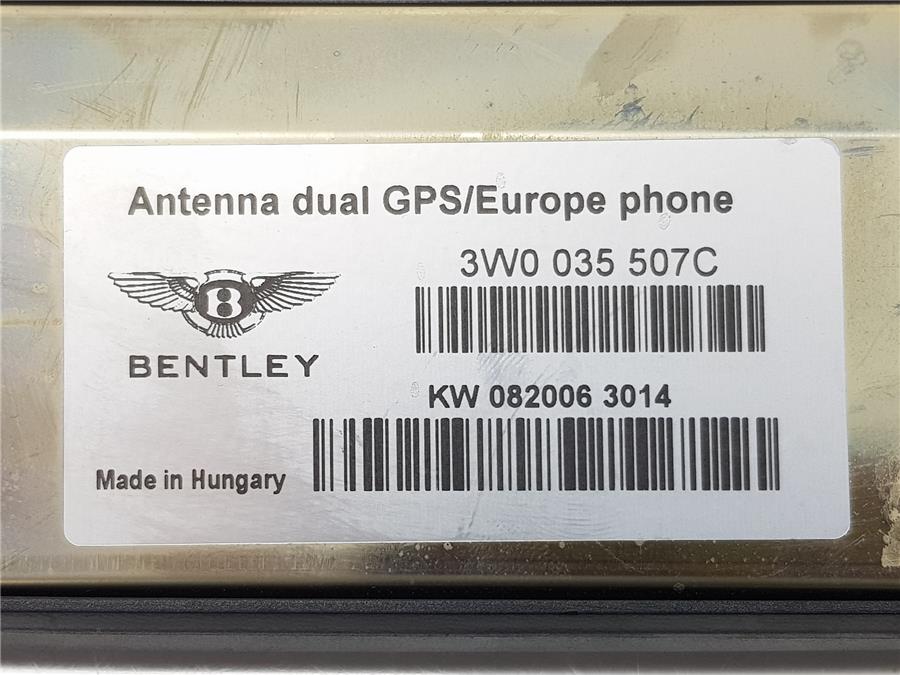 Antenna dual GPS/Europe phone
3W0 035 507C
B
BENTLEY
KW 082006 3014
Made in Hungary